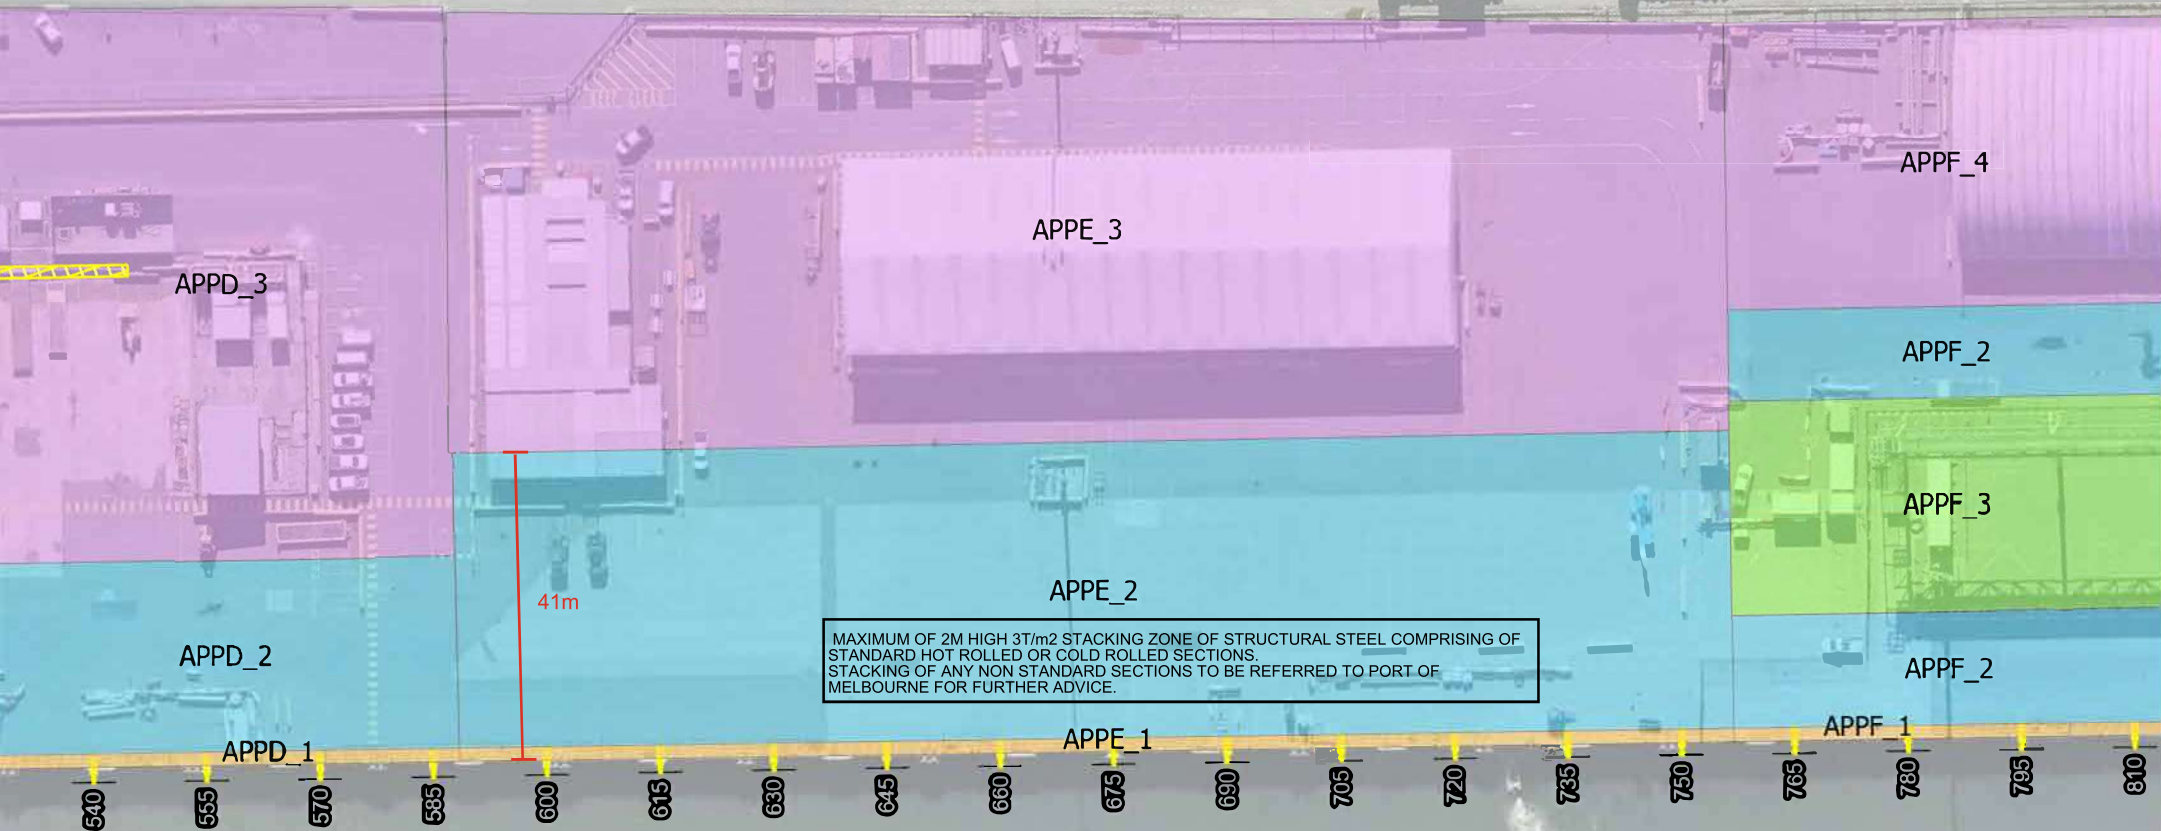 APPF_4
APPE_3
APPD_3
APPF_2
APPF_3
APPE_2
41m
MAXIMUM OF 2M HIGH 3T/m2 STACKING ZONE OF STRUCTURAL STEEL COMPRISING OF
STANDARD HOT ROLLED OR COLD ROLLED SECTIONS.
STACKING OF ANY NON STANDARD SECTIONS TO BE REFERRED TO PORT OF
MELBOURNE FOR FURTHER ADVICE.
APPD_2
APPF_2
APPF_1
APPE_1
APPD_1
540 555 570 585 600 615 630 645 660 675 690 705 720 735 750 765 780 795 810